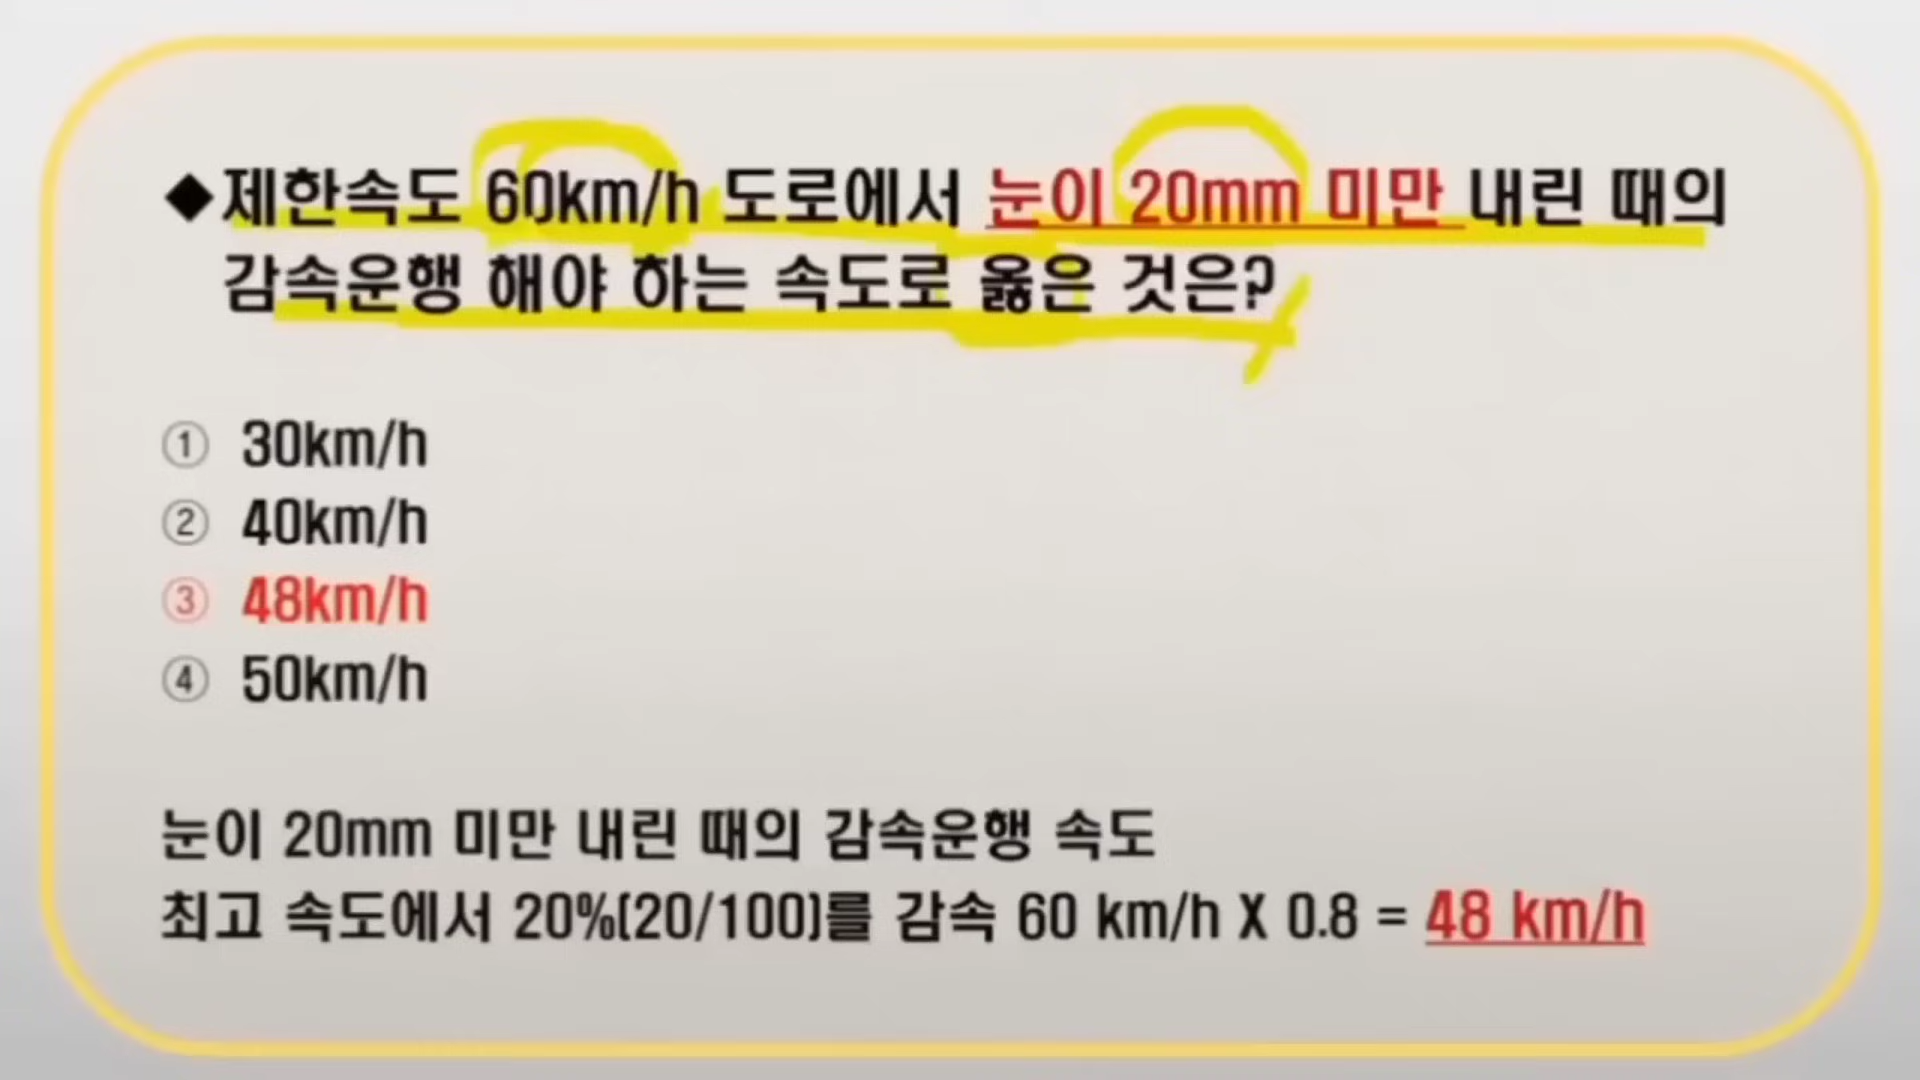 ◆제한속도 60km/h 도로에서 눈이 20mm 미만 내린 때의
감속운행 해야 하는 속도로 옳은 것은?
① 30km/h
② 40km/h
③ 48km/h
④ 50km/h
눈이 20mm 미만 내린 때의 감속운행 속도
최고 속도에서 20%(20/100)를 감속 60 km/h X 0.8 = 48 km/h